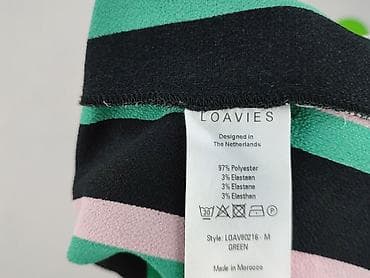 LOAVIES
Designed in
The Netherlands
97% Polyester
3% Elastaan
3% Elastane
3% Elasthan
Style: LOAV80216 - M
GREEN
Made in Morocco